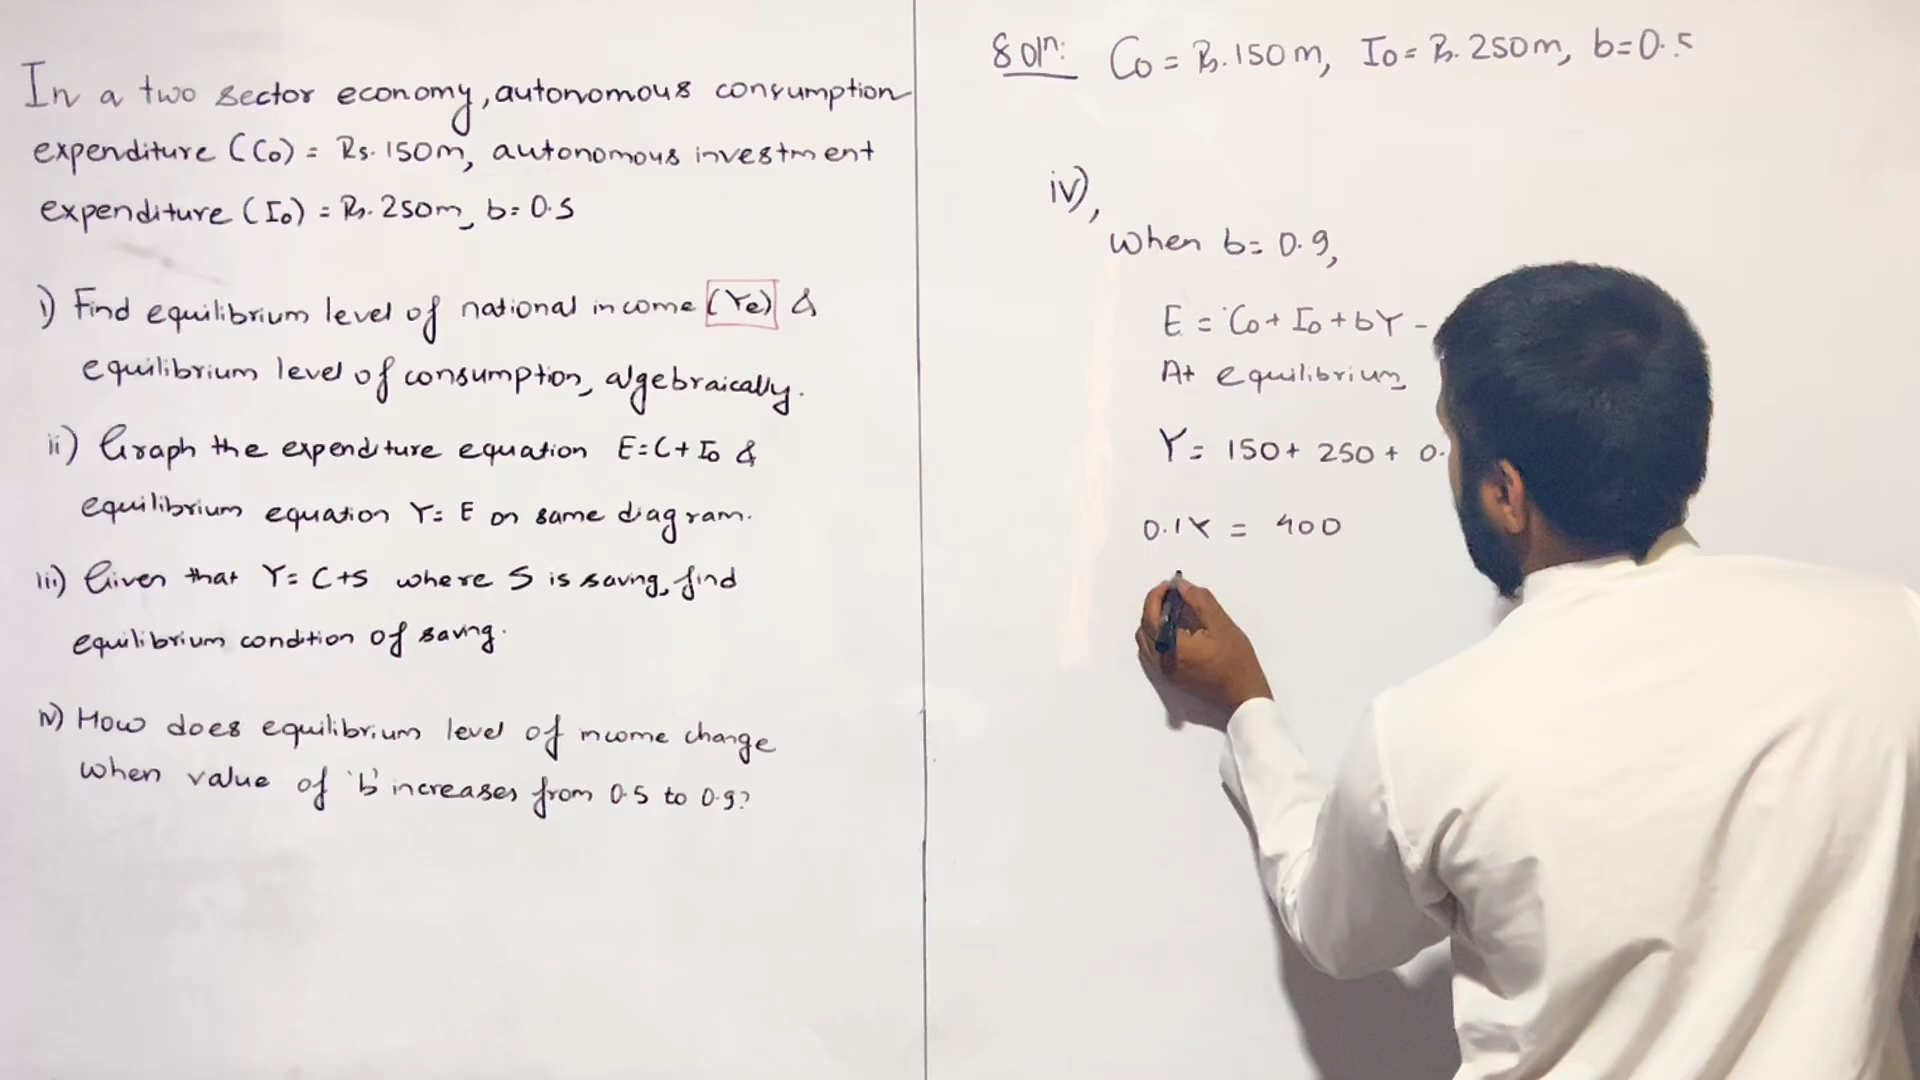 In a two sector economy, autonomous consumption
expenditure (Co) = Rs. 150m, autonomous investment
expenditure (Io) = Rs. 250m, b = 0.5
i) Find equilibrium level of national income (Ye) &
equilibrium level of consumption, algebraically.
ii) Graph the expenditure equation E=C+Io &
equilibrium equation Y=E on same diagram.
iii) Given that Y=C+S where S is saving, find
equilibrium condition of saving.
iv) How does equilibrium level of income change
when value of 'b' increases from 0.5 to 0.9?
Soln: Co = Rs. 150m, Io = Rs. 250m, b=0.5
iv),
When b= 0.9,
E = Co + Io + bY -
At equilibrium,
Y= 150+ 250 + 0.
0.1Y = 400